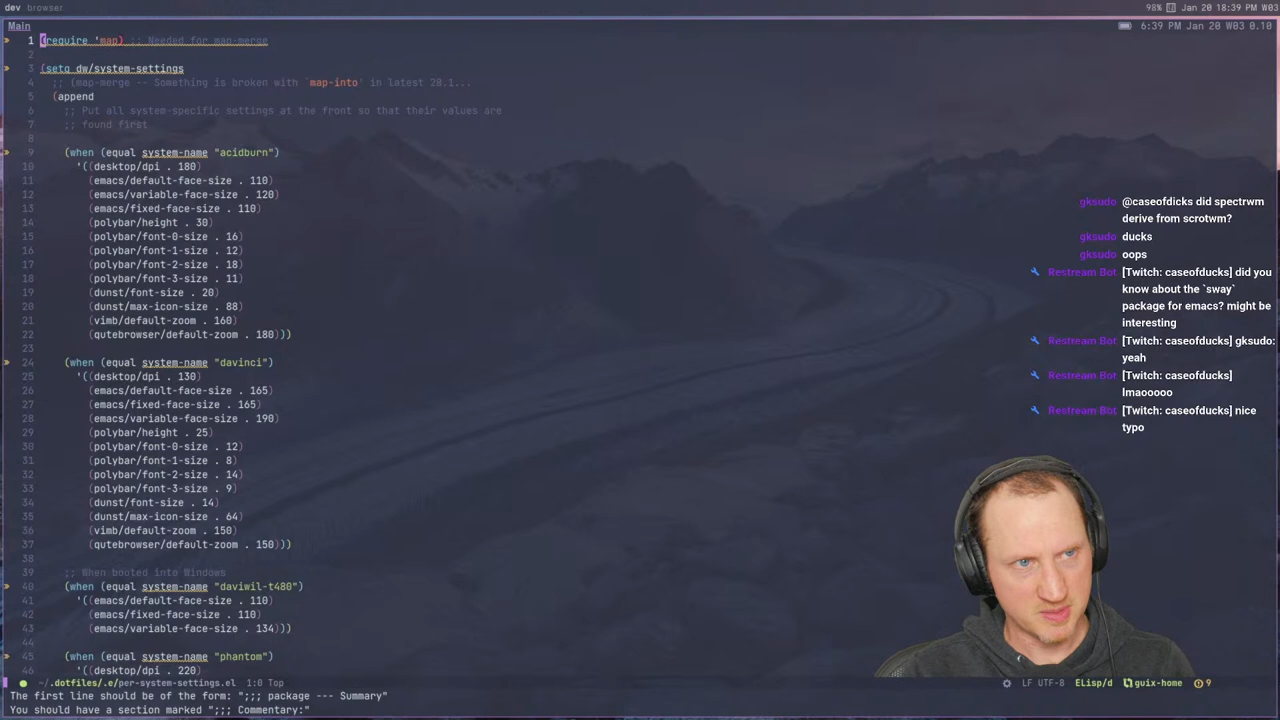 dev browser
98% Jan 20 18:39 PM W03
Main
6:39 PM Jan 20 W03 0.10
1 (require 'map) ;; Needed for map-merge
2
3 (setq dw/system-settings
4 ;; (map-merge -- Something is broken with `map-into' in latest 28.1...
5 (append
6 ;; Put all system-specific settings at the front so that their values are
7 ;; found first
8
9 (when (equal system-name "acidburn")
10 '((desktop/dpi . 180)
11 (emacs/default-face-size . 110)
12 (emacs/variable-face-size . 120)
13 (emacs/fixed-face-size . 110)
14 (polybar/height . 30)
15 (polybar/font-0-size . 16)
16 (polybar/font-1-size . 12)
17 (polybar/font-2-size . 18)
18 (polybar/font-3-size . 11)
19 (dunst/font-size . 20)
20 (dunst/max-icon-size . 88)
21 (vimb/default-zoom . 160)
22 (qutebrowser/default-zoom . 180)))
23
24 (when (equal system-name "davinci")
25 '((desktop/dpi . 130)
26 (emacs/default-face-size . 165)
27 (emacs/fixed-face-size . 165)
28 (emacs/variable-face-size . 190)
29 (polybar/height . 25)
30 (polybar/font-0-size . 12)
31 (polybar/font-1-size . 8)
32 (polybar/font-2-size . 14)
33 (polybar/font-3-size . 9)
34 (dunst/font-size . 14)
35 (dunst/max-icon-size . 64)
36 (vimb/default-zoom . 150)
37 (qutebrowser/default-zoom . 150)))
38
39 ;; When booted into Windows
40 (when (equal system-name "daviwil-t480")
41 '((emacs/default-face-size . 110)
42 (emacs/fixed-face-size . 110)
43 (emacs/variable-face-size . 134)))
44
45 (when (equal system-name "phantom")
46 '((desktop/dpi . 220)
~/.dotfiles/.e/per-system-settings.el 1:0 Top
LF UTF-8 ELisp/d guix-home 9
The first line should be of the form: ";;; package --- Summary"
You should have a section marked ";;; Commentary:"
gksudo @caseofdicks did spectrwm
derive from scrotwm?
gksudo ducks
gksudo oops
Restream Bot [Twitch: caseofducks] did you
know about the `sway`
package for emacs? might be
interesting
Restream Bot [Twitch: caseofducks] gksudo:
yeah
Restream Bot [Twitch: caseofducks]
lmaooooo
Restream Bot [Twitch: caseofducks] nice
typo